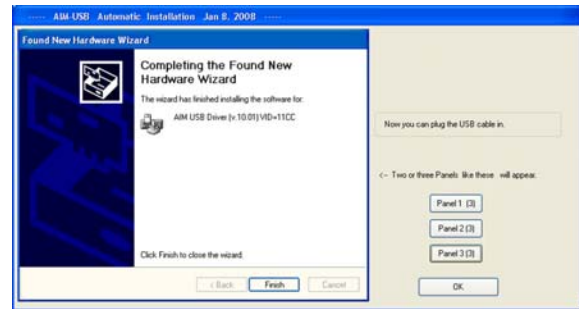 ----- AIM-USB Automatic Installation Jan 8, 2008 -----
Found New Hardware Wizard
Completing the Found New
Hardware Wizard
The wizard has finished installing the software for:
AIM USB Driver (v.10.01) VID=11CC
Click Finish to close the wizard.
< Back
Finish
Cancel
Now you can plug the USB cable in.
<- Two or three Panels like these will appear.
Panel 1 (3)
Panel 2 (3)
Panel 3 (3)
OK